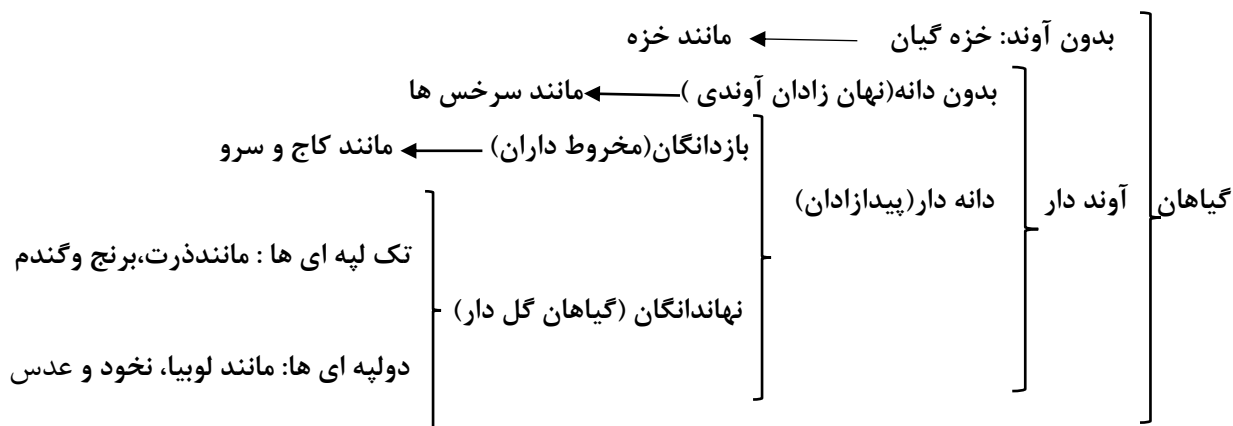 بدون آوند: خزه گیان مانند خزه
بدون دانه(نهان زادان آوندی ) مانند سرخس ها
بازدانگان(مخروط داران) مانند کاج و سرو
گیاهان آوند دار دانه دار(پیدازادان)
تک لپه ای ها : مانندذرت،برنج وگندم
نهاندانگان (گیاهان گل دار)
دولپه ای ها: مانند لوبیا، نخود و عدس